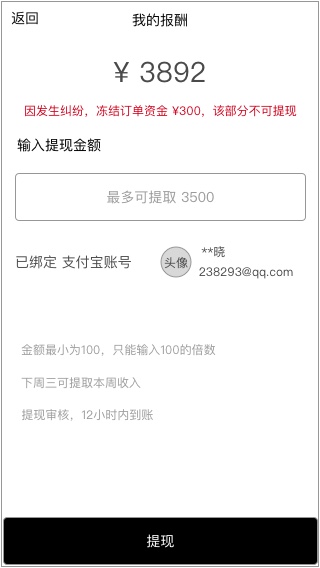 返回
我的报酬
¥ 3892
因发生纠纷，冻结订单资金 ¥300，该部分不可提现
输入提现金额
最多可提取 3500
已绑定 支付宝账号
头像
**晓
238293@qq.com
金额最小为100，只能输入100的倍数
下周三可提取本周收入
提现审核，12小时内到账
提现